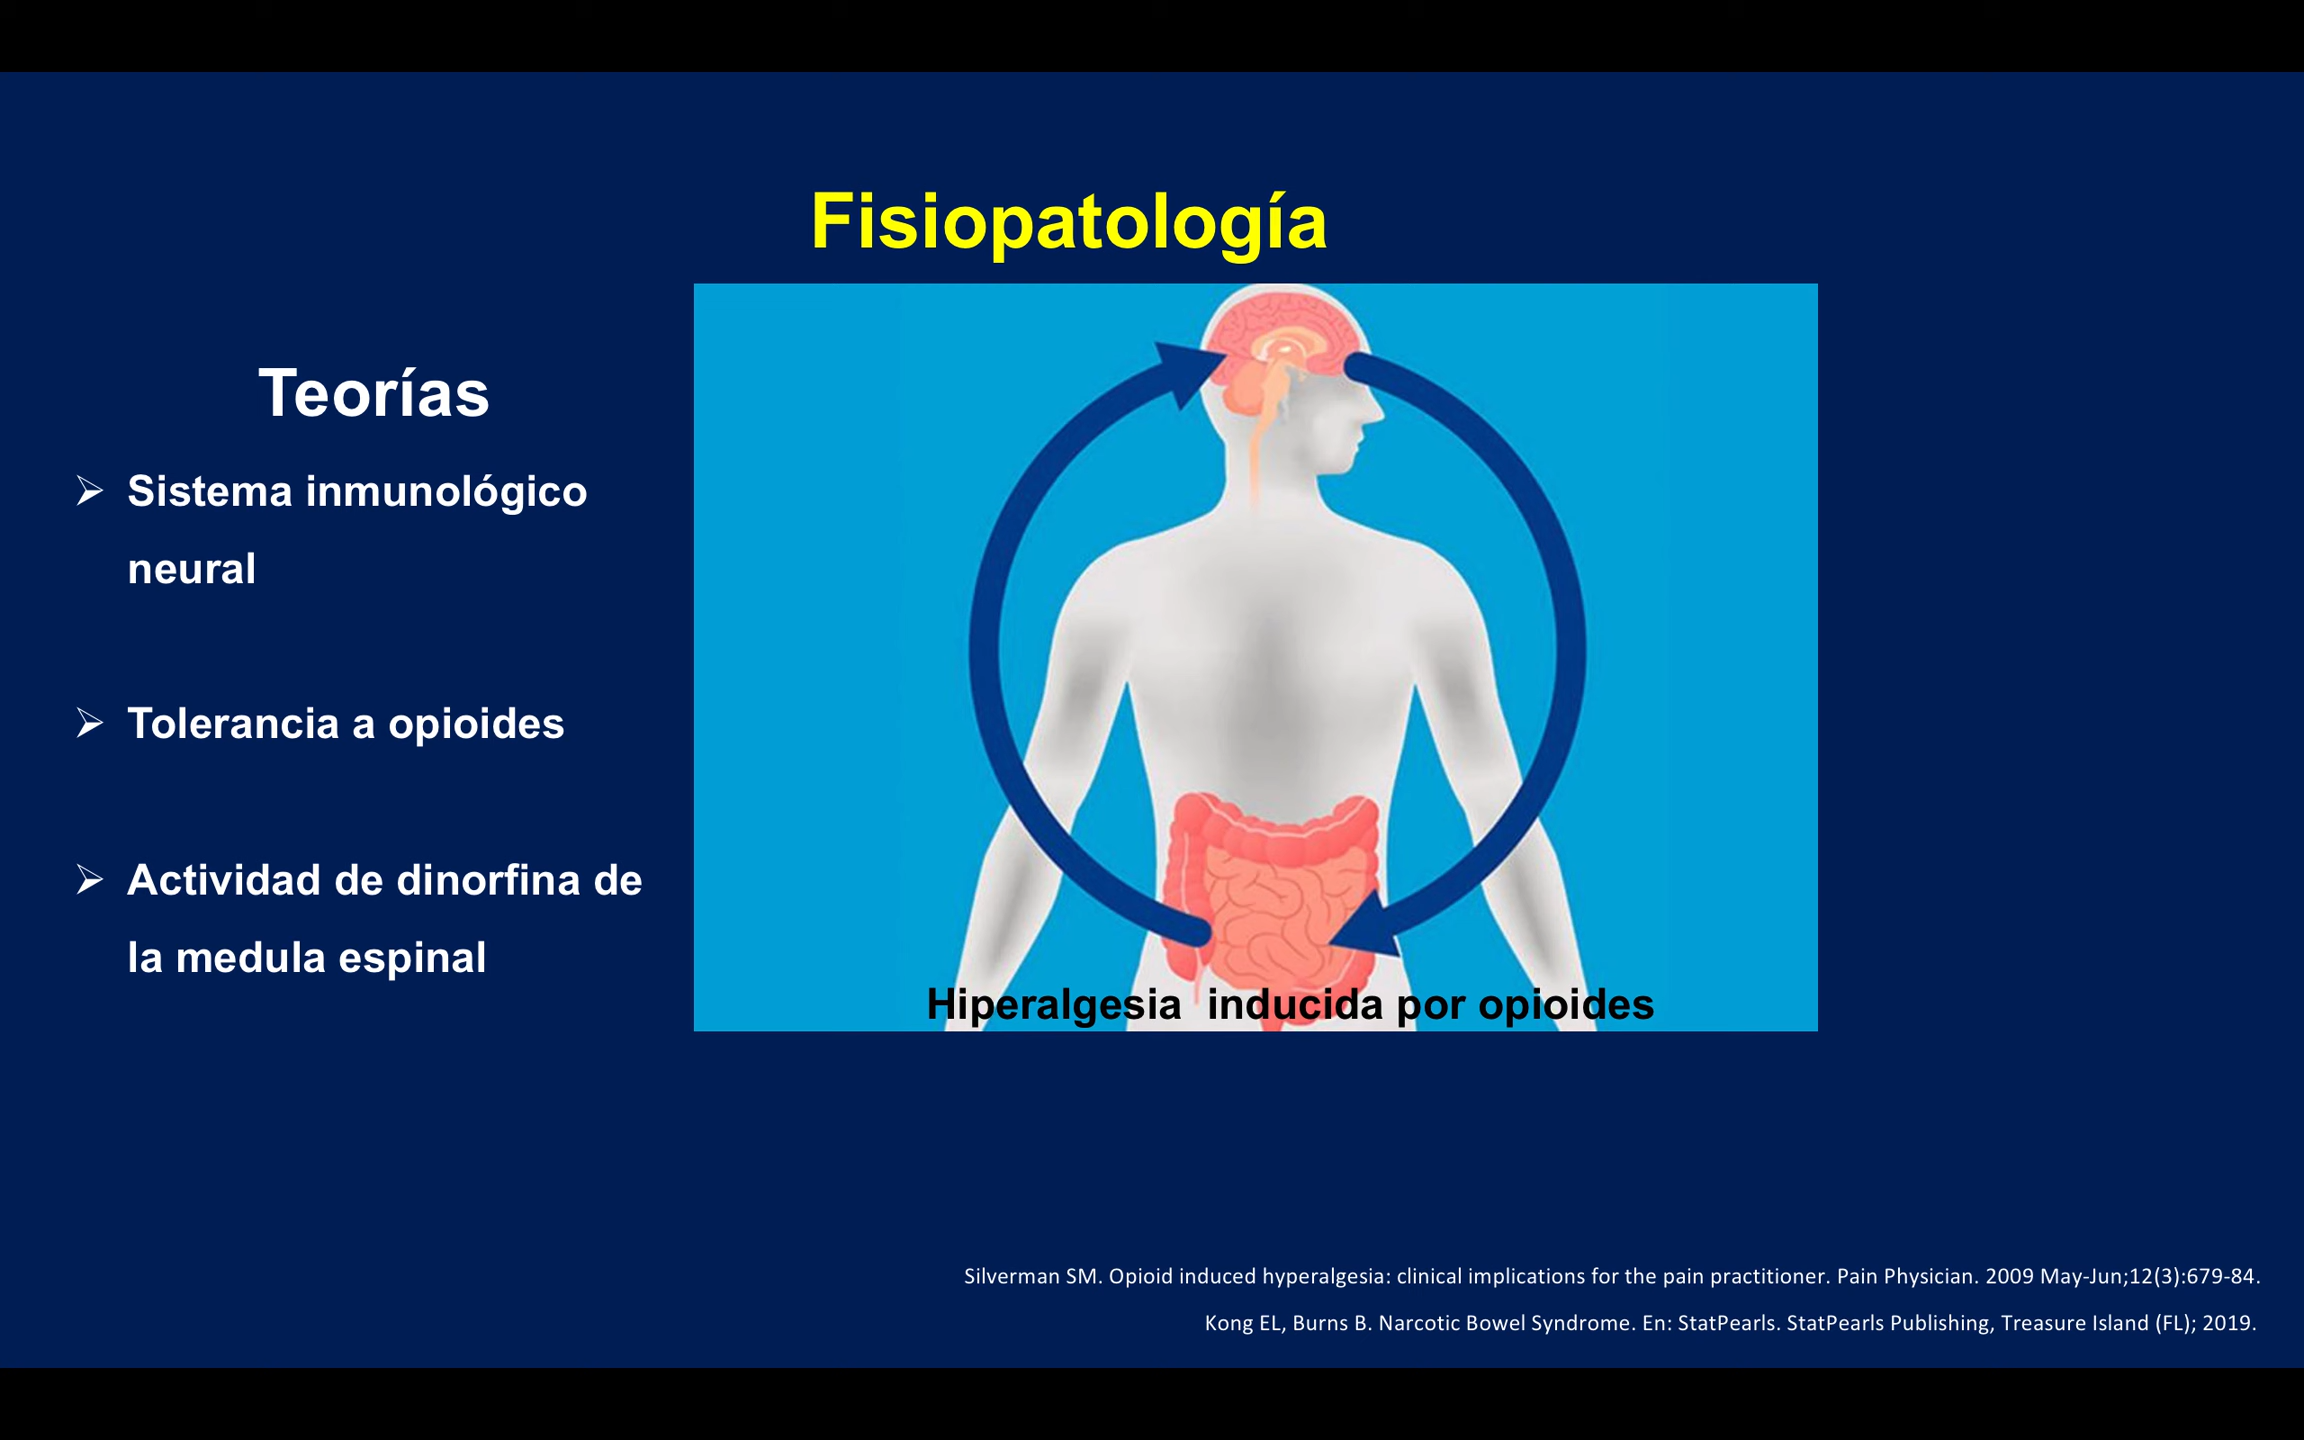 Fisiopatología
Teorías
Sistema inmunológico
neural
Tolerancia a opioides
Actividad de dinorfina de
la medula espinal
Hiperalgesia inducida por opioides
Silverman SM. Opioid induced hyperalgesia: clinical implications for the pain practitioner. Pain Physician. 2009 May-Jun;12(3):679-84.
Kong EL, Burns B. Narcotic Bowel Syndrome. En: StatPearls. StatPearls Publishing, Treasure Island (FL); 2019.